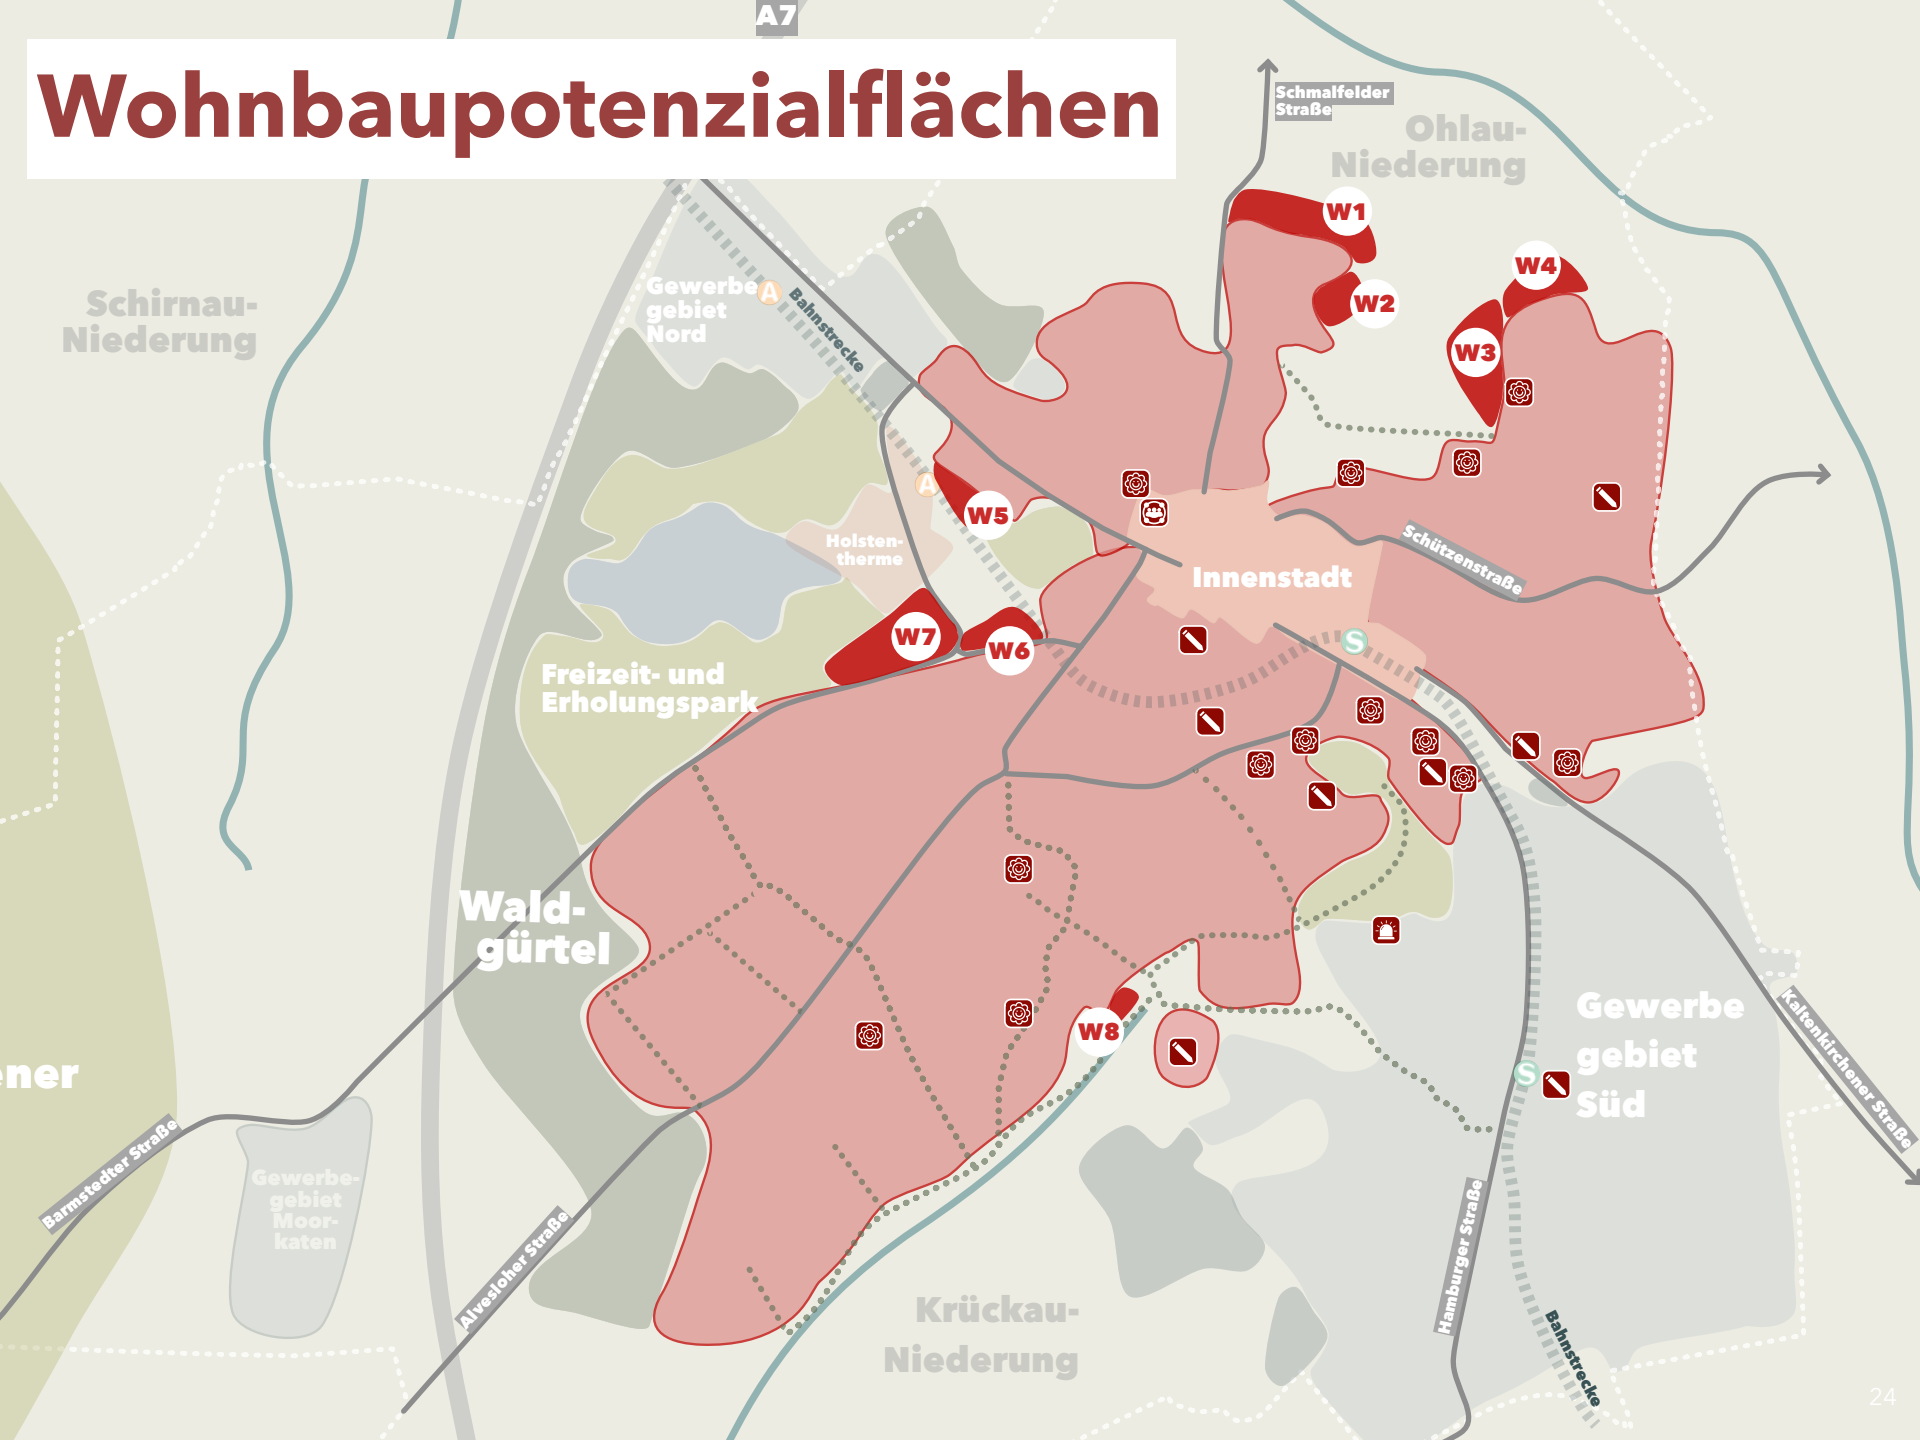 A7
Wohnbaupotenzialflächen
Schmalfelder
Straße
Ohlau-
Niederung
W1
W2
W4
W3
Schirnau-
Niederung
Gewerbe
gebiet
Nord
A
Bahnstrecke
A
W5
Holsten-
therme
Innenstadt
Schützenstraße
S
W7
W6
Freizeit- und
Erholungspark
Wald-
gürtel
W8
Gewerbe
gebiet
Süd
S
Kaltenkirchener Straße
ener
Barmstedter Straße
Gewerbe-
gebiet
Moor-
katen
Alvesloher Straße
Hamburger Straße
Krückau-
Niederung
Bahnstrecke
24